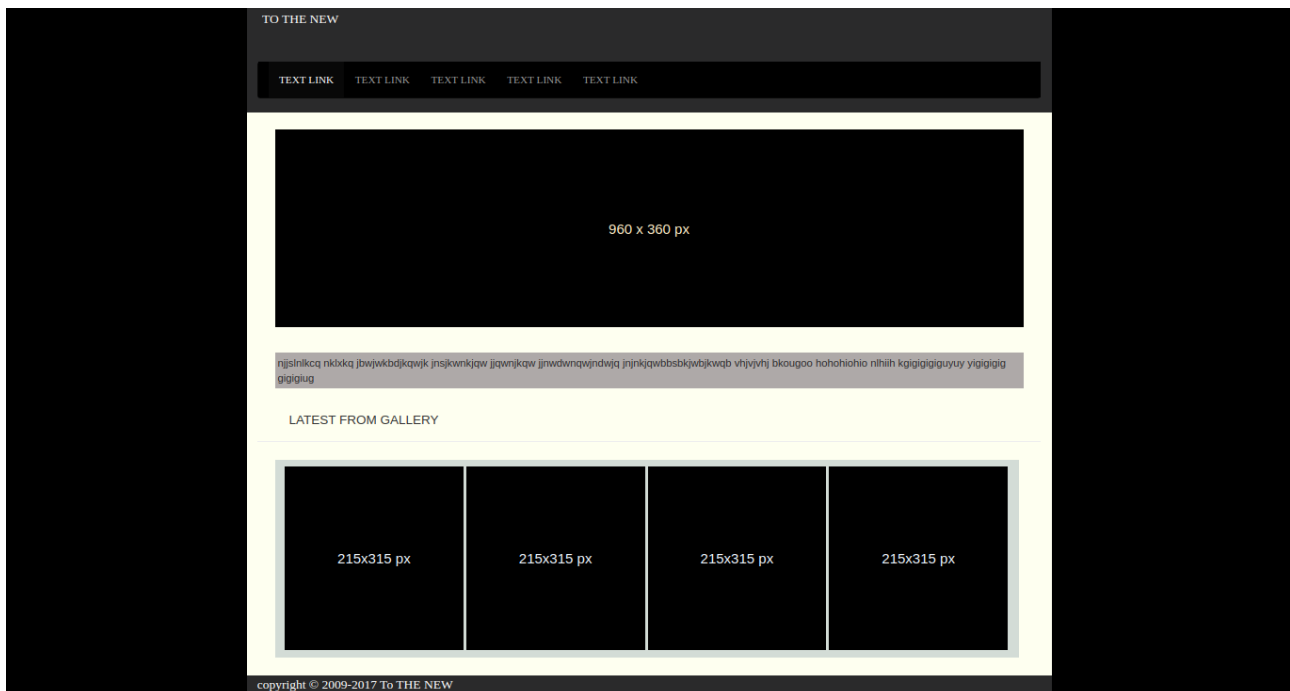 TO THE NEW
TEXT LINK TEXT LINK TEXT LINK TEXT LINK TEXT LINK
960 x 360 px
njjslnlkcq nklxkq jbwjwkbdjkqwjk jnsjkwnkjqw jjqwnjkqw jjnwdwnqwjndwjq jnjnkjqwbbsbkjwbjkwqb vhjvjvhj bkougoo hohohiohio nlhiih kgigigigiguyuy yigigigig
gigigiug
LATEST FROM GALLERY
215x315 px 215x315 px 215x315 px 215x315 px
copyright © 2009-2017 To THE NEW